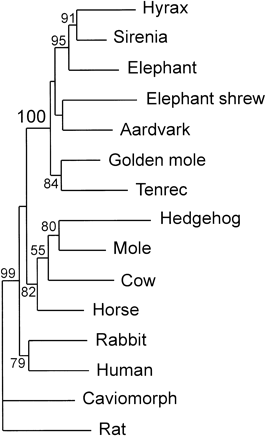 Hyrax
91
Sirenia
95
Elephant
Elephant shrew
100
Aardvark
Golden mole
84
Tenrec
Hedgehog
80
Mole
55
Cow
99
82
Horse
Rabbit
79
Human
Caviomorph
Rat